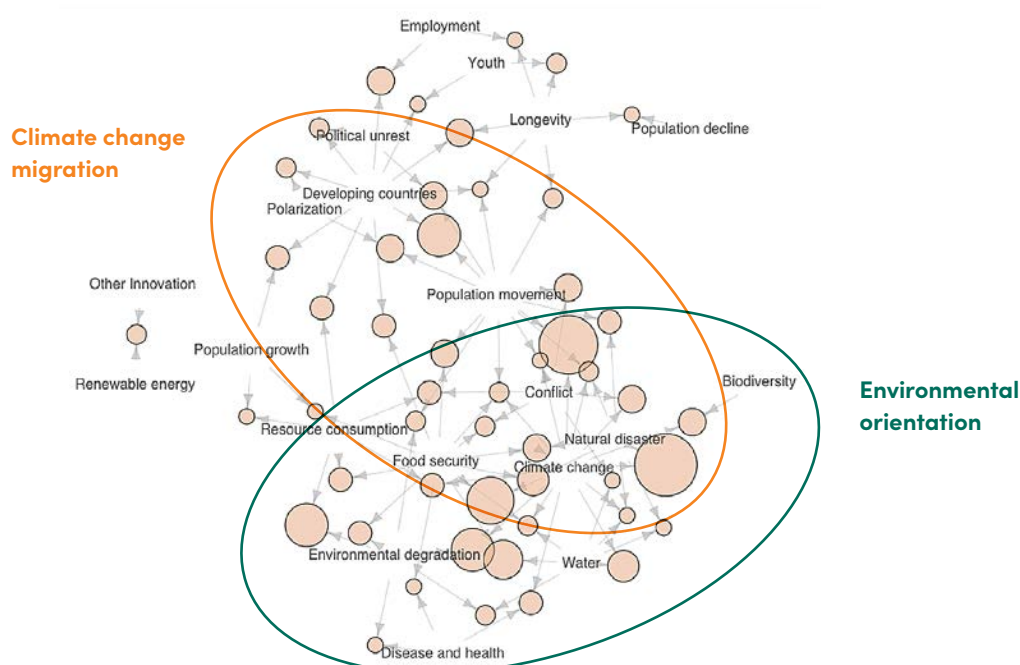 Employment
Youth
Longevity
Population decline
Climate change
migration
Political unrest
Developing countries
Polarization
Other Innovation
Population movement
Population growth
Renewable energy
Biodiversity
Conflict
Environmental
orientation
Resource consumption
Natural disaster
Food security
Climate change
Environmental degradation
Water
Disease and health